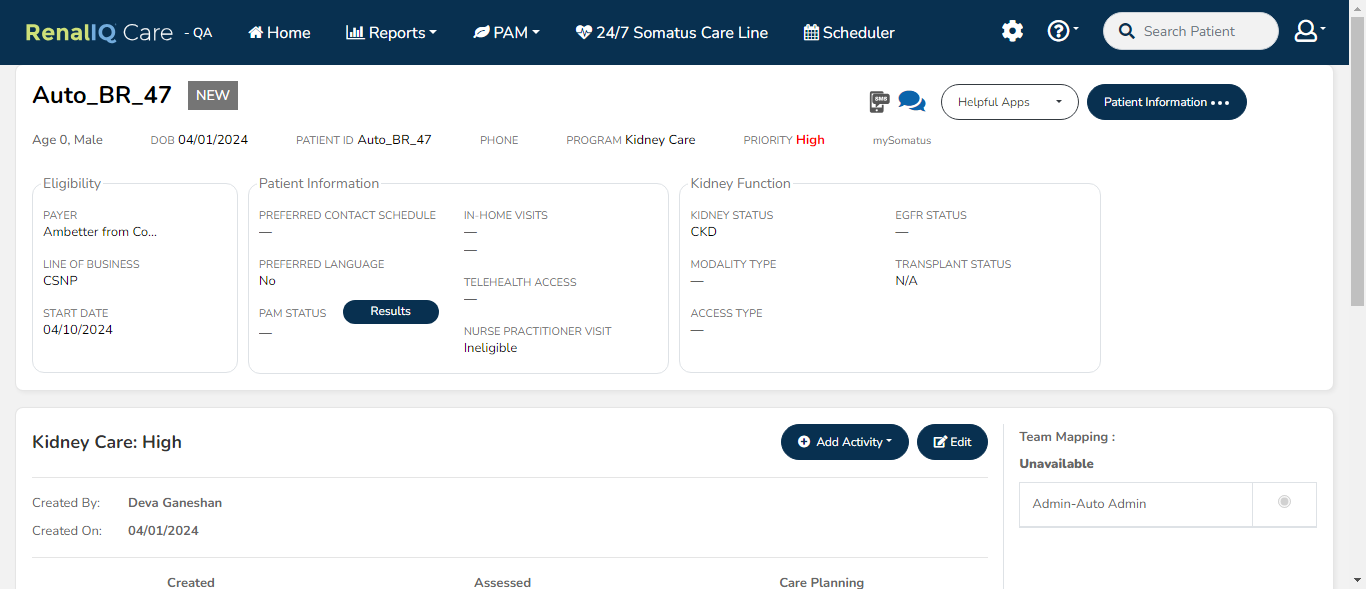 RenalIQ Care - QA Home Reports PAM 24/7 Somatus Care Line Scheduler Search Patient
Auto_BR_47 NEW
SMS Helpful Apps Patient Information
Age 0, Male DOB 04/01/2024 PATIENT ID Auto_BR_47 PHONE PROGRAM Kidney Care PRIORITY High mySomatus
Eligibility
PAYER
Ambetter from Co...
LINE OF BUSINESS
CSNP
START DATE
04/10/2024
Patient Information
PREFERRED CONTACT SCHEDULE
—
PREFERRED LANGUAGE
No
PAM STATUS Results
—
IN-HOME VISITS
—
—
TELEHEALTH ACCESS
—
NURSE PRACTITIONER VISIT
Ineligible
Kidney Function
KIDNEY STATUS
CKD
MODALITY TYPE
—
ACCESS TYPE
—
EGFR STATUS
—
TRANSPLANT STATUS
N/A
Kidney Care: High Add Activity Edit
Created By: Deva Ganeshan
Created On: 04/01/2024
Created Assessed Care Planning
Team Mapping :
Unavailable
Admin-Auto Admin